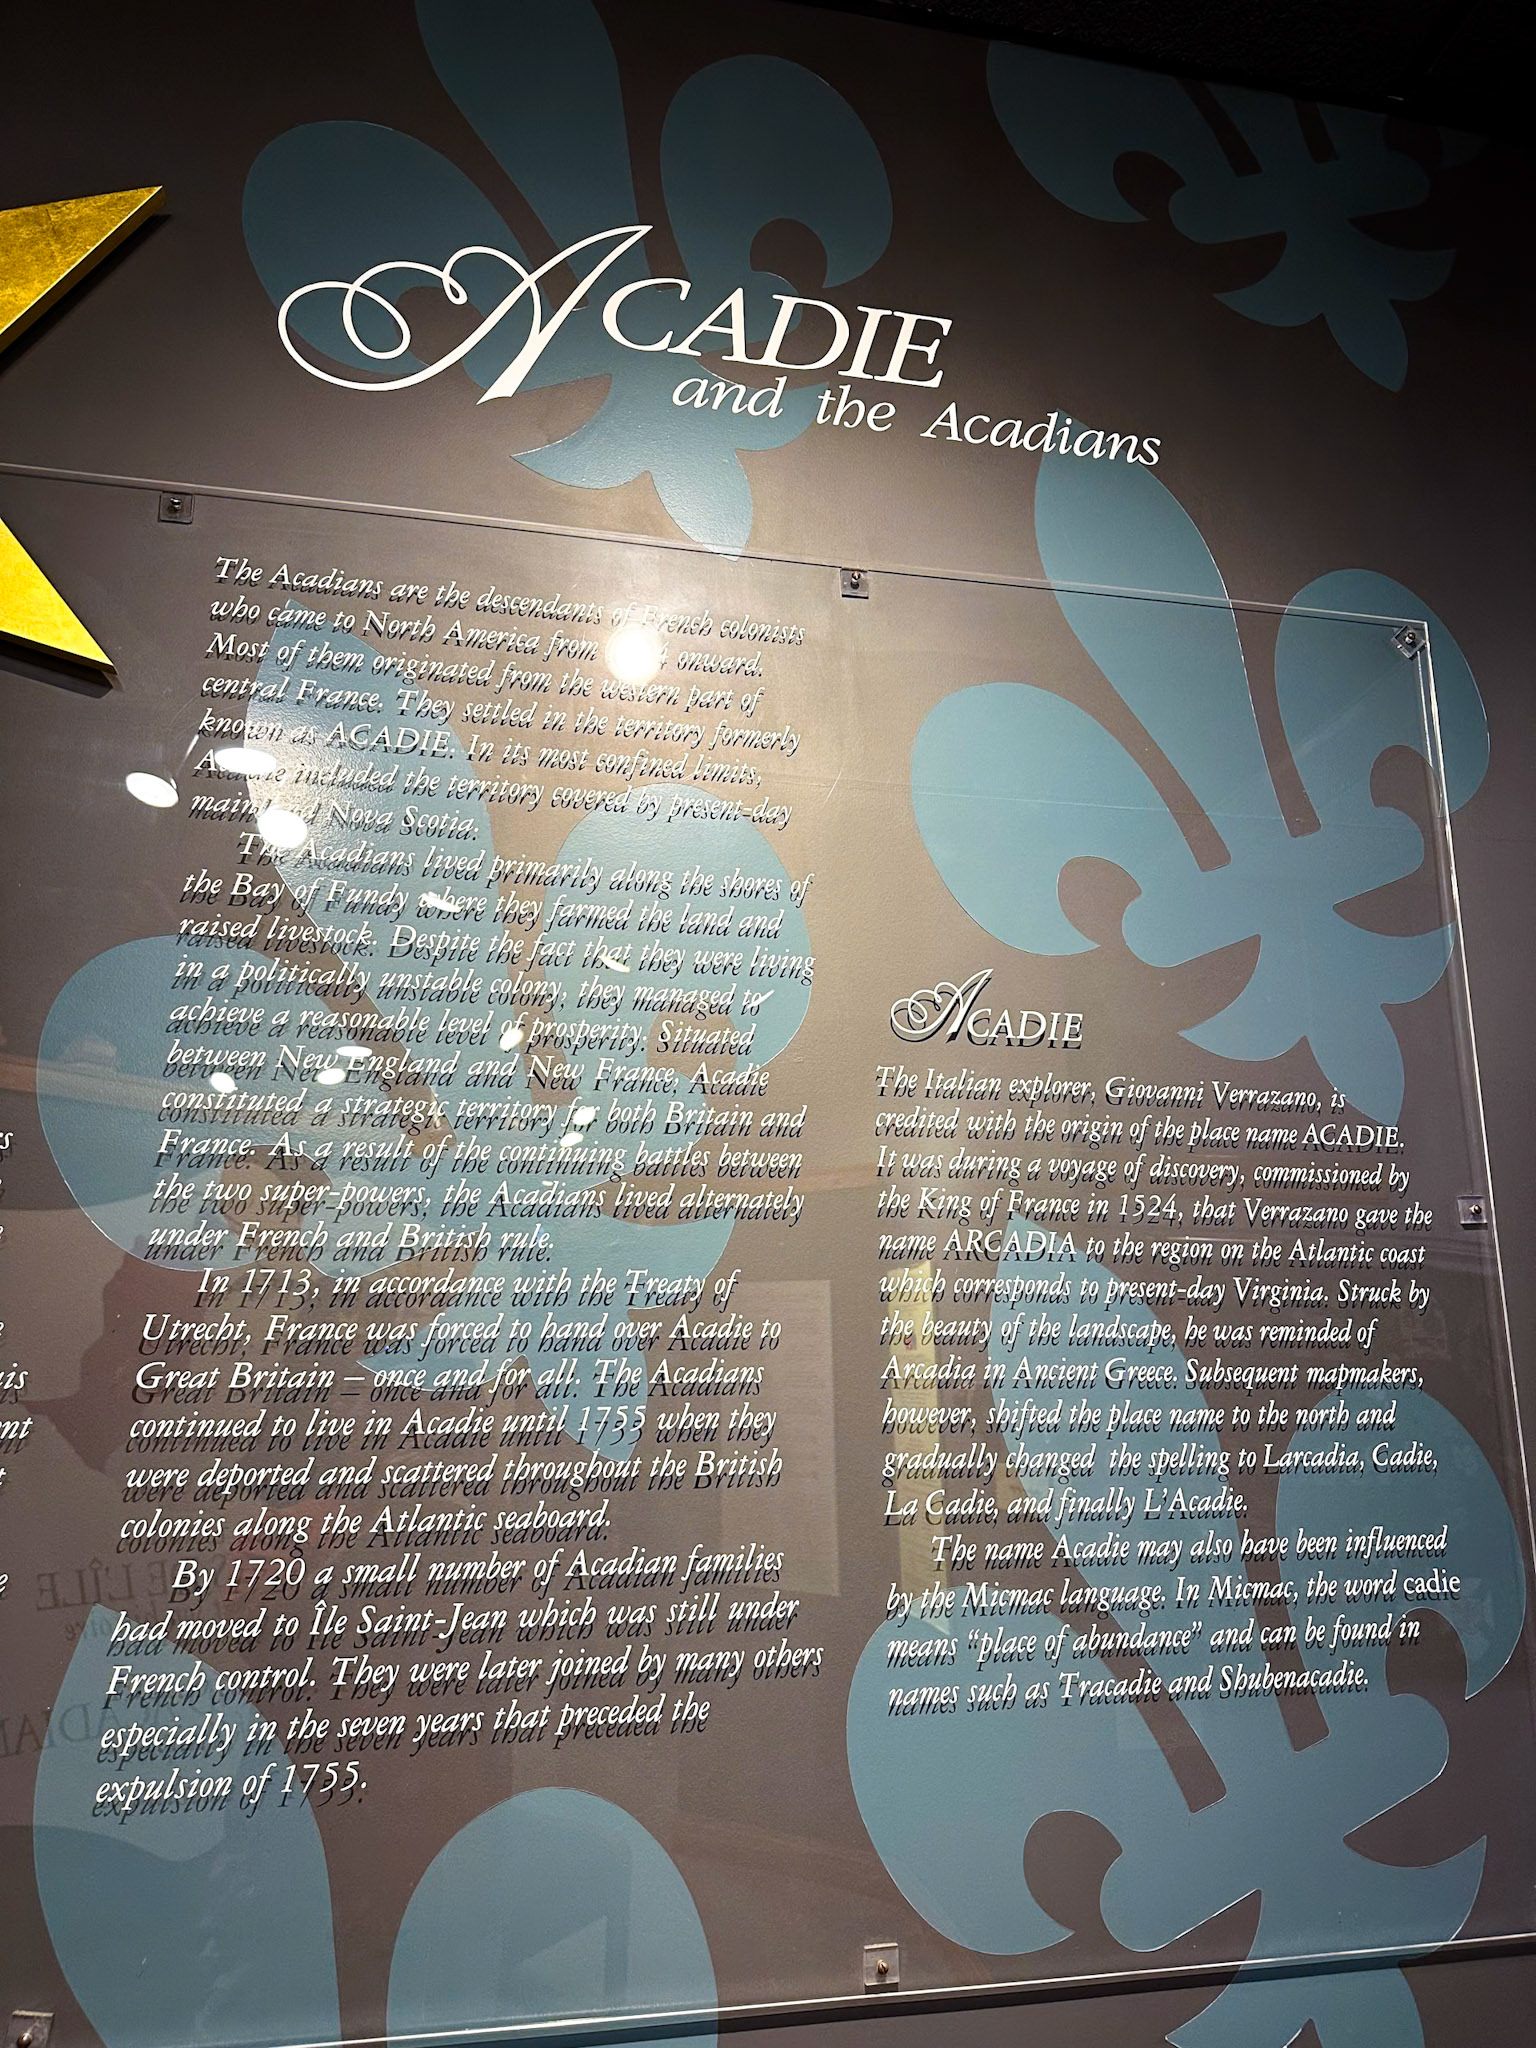 ACADIE
and the Acadians
The Acadians are the descendants of French colonists
who came to North America from onward.
Most of them originated from the western part of
central France. They settled in the territory formerly
known as ACADIE. In its most confined limits,
Acadie included the territory covered by present-day
mainland Nova Scotia.
The Acadians lived primarily along the shores of
the Bay of Fundy where they farmed the land and
raised livestock. Despite the fact that they were living
in a politically unstable colony, they managed to
achieve a reasonable level of prosperity. Situated
between New England and New France, Acadie
constituted a strategic territory for both Britain and
France. As a result of the continuing battles between
the two super-powers, the Acadians lived alternately
under French and British rule.
In 1713, in accordance with the Treaty of
Utrecht, France was forced to hand over Acadie to
Great Britain – once and for all. The Acadians
continued to live in Acadie until 1755 when they
were deported and scattered throughout the British
colonies along the Atlantic seaboard.
By 1720 a small number of Acadian families
had moved to Île Saint-Jean which was still under
French control. They were later joined by many others
especially in the seven years that preceded the
expulsion of 1755.
ACADIE
The Italian explorer, Giovanni Verrazano, is
credited with the origin of the place name ACADIE.
It was during a voyage of discovery, commissioned by
the King of France in 1524, that Verrazano gave the
name ARCADIA to the region on the Atlantic coast
which corresponds to present-day Virginia. Struck by
the beauty of the landscape, he was reminded of
Arcadia in Ancient Greece. Subsequent mapmakers,
however, shifted the place name to the north and
gradually changed the spelling to Larcadia, Cadie,
La Cadie, and finally L'Acadie.
The name Acadie may also have been influenced
by the Micmac language. In Micmac, the word cadie
means “place of abundance” and can be found in
names such as Tracadie and Shubenacadie.